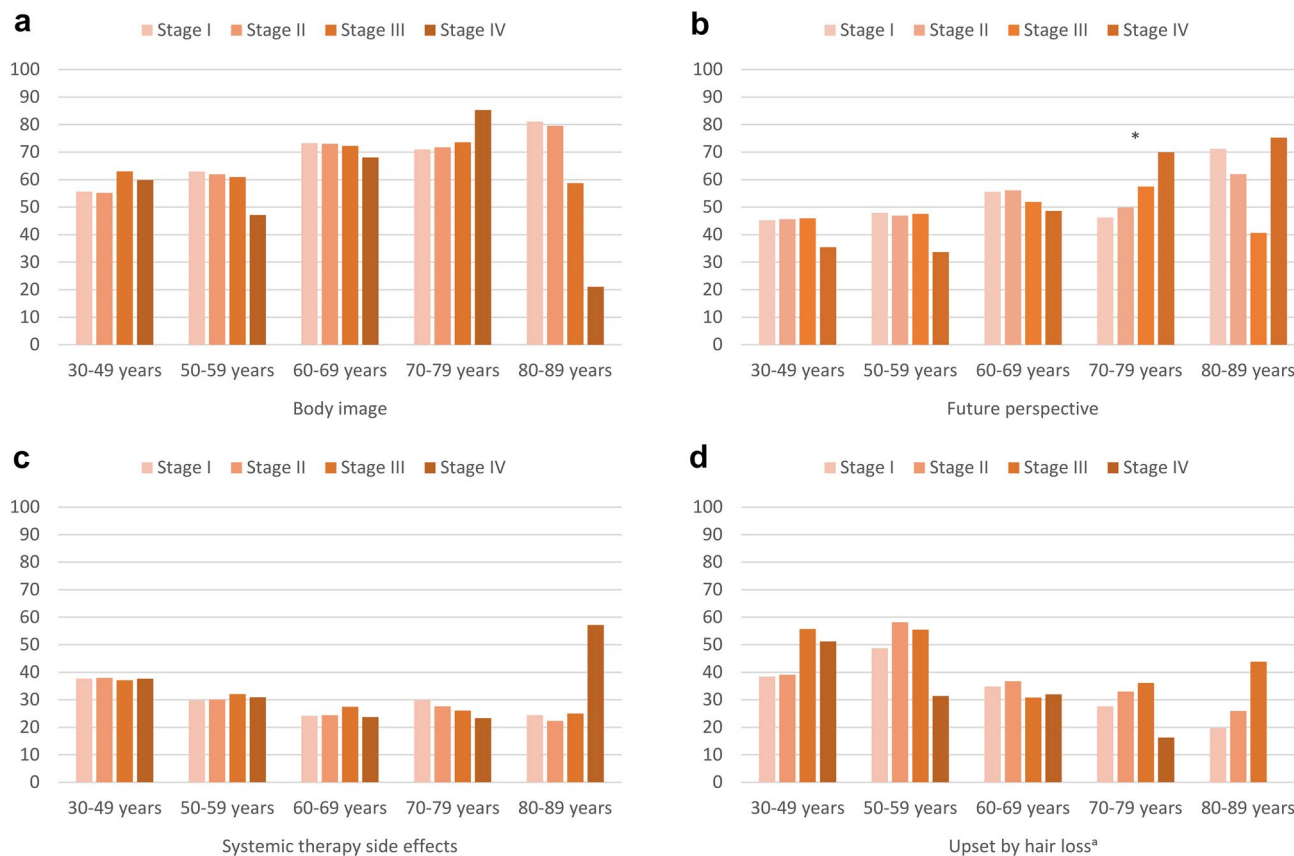 a
Stage I Stage II Stage III Stage IV
100
90
80
70
60
50
40
30
20
10
0
30-49 years 50-59 years 60-69 years 70-79 years 80-89 years
Body image
b
Stage I Stage II Stage III Stage IV
100
90
80
*
70
60
50
40
30
20
10
0
30-49 years 50-59 years 60-69 years 70-79 years 80-89 years
Future perspective
c
Stage I Stage II Stage III Stage IV
100
90
80
70
60
50
40
30
20
10
0
30-49 years 50-59 years 60-69 years 70-79 years 80-89 years
Systemic therapy side effects
d
Stage I Stage II Stage III Stage IV
100
90
80
70
60
50
40
30
20
10
0
30-49 years 50-59 years 60-69 years 70-79 years 80-89 years
Upset by hair lossᵃ